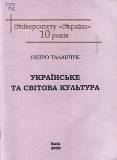 Університету «Україна»
10 років
ПЕТРО ТАЛАНЧУК
УКРАЇНСЬКЕ
ТА СВІТОВА КУЛЬТУРА
Київ